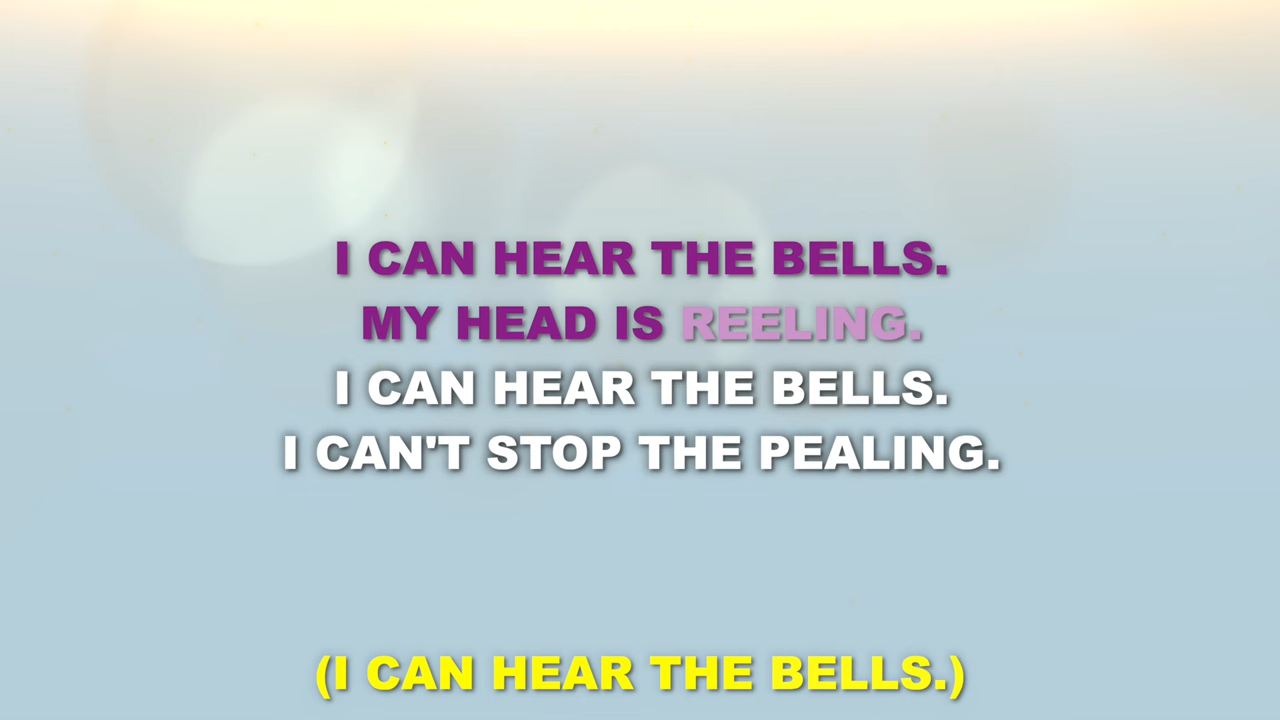 I CAN HEAR THE BELLS.
MY HEAD IS REELING.
I CAN HEAR THE BELLS.
I CAN'T STOP THE PEALING.
(I CAN HEAR THE BELLS.)